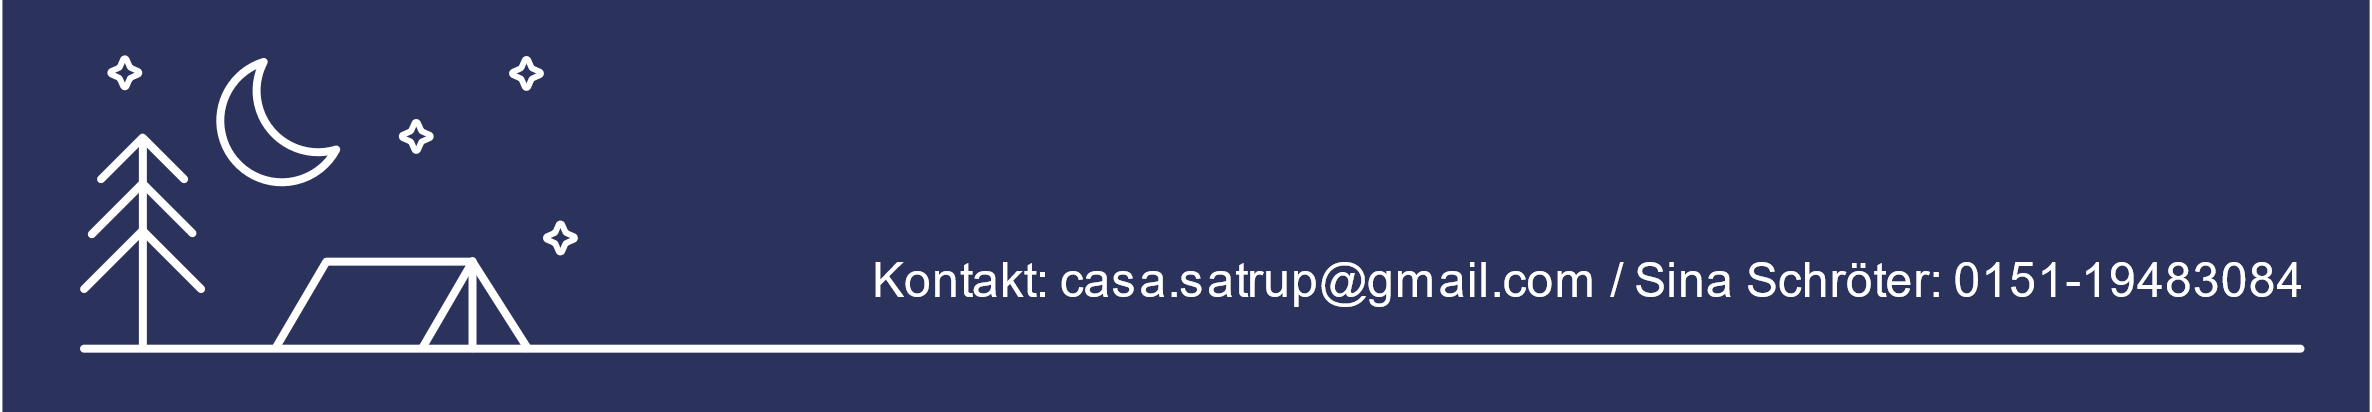 Kontakt: casa.satrup@gmail.com / Sina Schröter: 0151-19483084